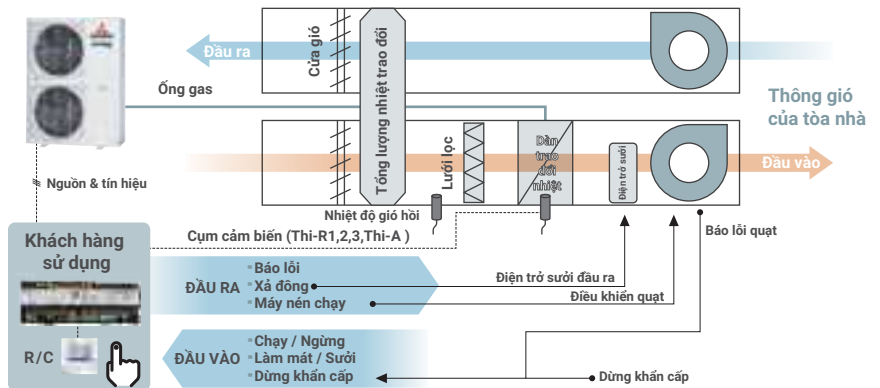 Đầu ra
Cửa gió
Tổng lượng nhiệt trao đổi
Ống gas
Thông gió
của tòa nhà
Lưới lọc
Dàn
trao
đổi
nhiệt
Điện trở sưởi
Đầu vào
Nguồn & tín hiệu
Nhiệt độ gió hồi
Báo lỗi quạt
Khách hàng
sử dụng
Cụm cảm biến (Thi-R1,2,3,Thi-A )
ĐẦU RA
Báo lỗi
Xả đông
Máy nén chạy
Điện trở sưởi đầu ra
Điều khiển quạt
R/C
ĐẦU VÀO
Chạy / Ngừng
Làm mát / Sưởi
Dừng khẩn cấp
Dừng khẩn cấp